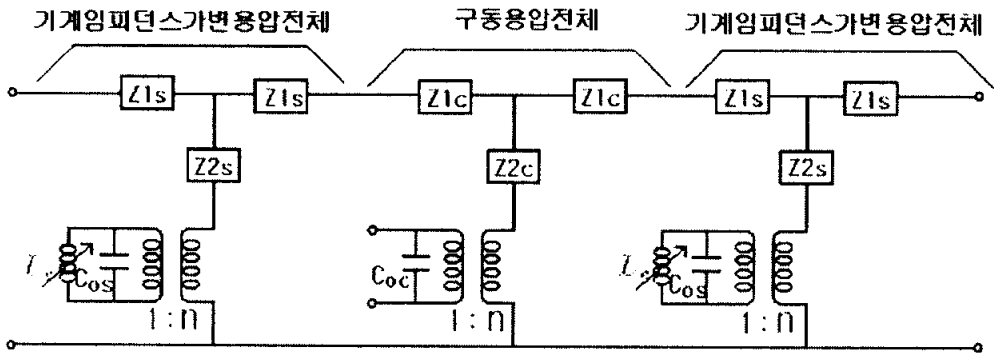 기계임피던스가변용압전체 구동용압전체 기계임피던스가변용압전체
Z1s Z1s Z1c Z1c Z1s Z1s
Z2s Z2c Z2s
Cos Coc Cos
1:n 1:n 1:n